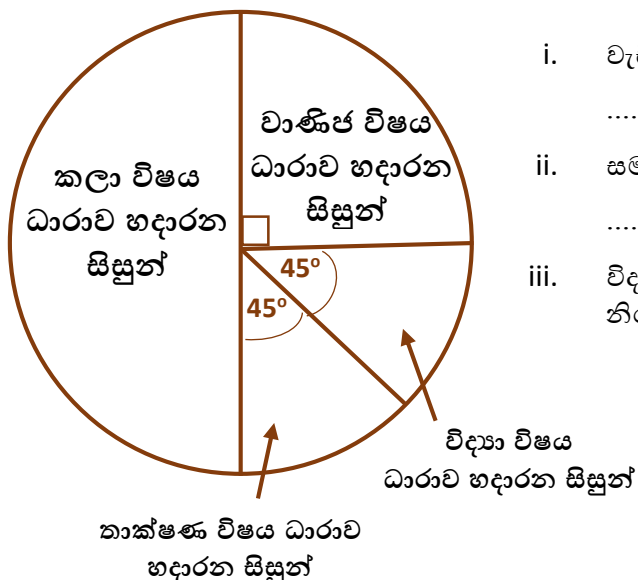 i.
....
ii.
....
iii.
වාණිජ විෂය
ධාරාව හදාරන
සිසුන්
කලා විෂය
ධාරාව හදාරන
සිසුන්
45°
45°
විද්‍යා විෂය
ධාරාව හදාරන සිසුන්
තාක්ෂණ විෂය ධාරාව
හදාරන සිසුන්